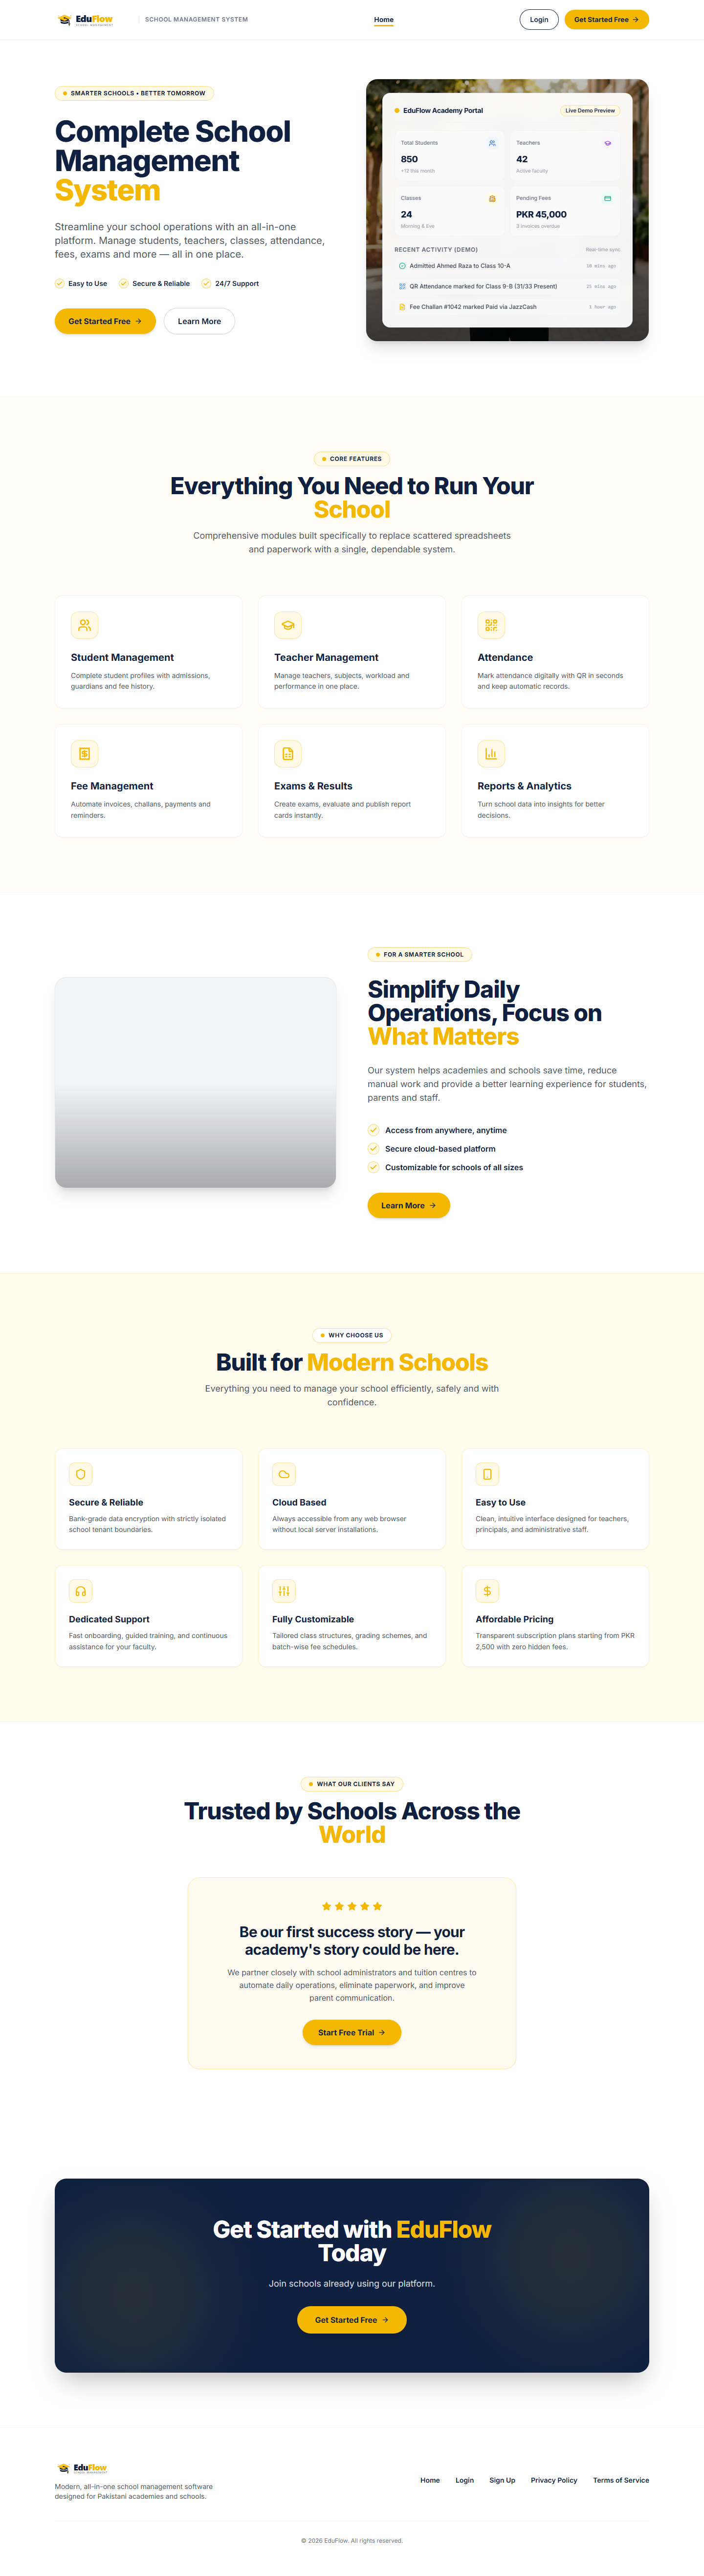 EduFlow
SCHOOL MANAGEMENT
SCHOOL MANAGEMENT SYSTEM
Home
Login
Get Started Free
SMARTER SCHOOLS • BETTER TOMORROW
Complete School
Management
System
Streamline your school operations with an all-in-one
platform. Manage students, teachers, classes, attendance,
fees, exams and more — all in one place.
Easy to Use
Secure & Reliable
24/7 Support
Get Started Free
Learn More
EduFlow Academy Portal
Live Demo Preview
Total Students
850
+12 this month
Teachers
42
Active faculty
Classes
24
Morning & Eve
Pending Fees
PKR 45,000
3 invoices overdue
RECENT ACTIVITY (DEMO)
Real-time sync
Admitted Ahmed Raza to Class 10-A
10 mins ago
QR Attendance marked for Class 9-B (31/33 Present)
25 mins ago
Fee Challan #1042 marked Paid via JazzCash
1 hour ago
CORE FEATURES
Everything You Need to Run Your
School
Comprehensive modules built specifically to replace scattered spreadsheets
and paperwork with a single, dependable system.
Student Management
Complete student profiles with admissions,
guardians and fee history.
Teacher Management
Manage teachers, subjects, workload and
performance in one place.
Attendance
Mark attendance digitally with QR in seconds
and keep automatic records.
Fee Management
Automate invoices, challans, payments and
reminders.
Exams & Results
Create exams, evaluate and publish report
cards instantly.
Reports & Analytics
Turn school data into insights for better
decisions.
FOR A SMARTER SCHOOL
Simplify Daily
Operations, Focus on
What Matters
Our system helps academies and schools save time, reduce
manual work and provide a better learning experience for students,
parents and staff.
Access from anywhere, anytime
Secure cloud-based platform
Customizable for schools of all sizes
Learn More
WHY CHOOSE US
Built for Modern Schools
Everything you need to manage your school efficiently, safely and with
confidence.
Secure & Reliable
Bank-grade data encryption with strictly isolated
school tenant boundaries.
Cloud Based
Always accessible from any web browser
without local server installations.
Easy to Use
Clean, intuitive interface designed for teachers,
principals, and administrative staff.
Dedicated Support
Fast onboarding, guided training, and continuous
assistance for your faculty.
Fully Customizable
Tailored class structures, grading schemes, and
batch-wise fee schedules.
Affordable Pricing
Transparent subscription plans starting from PKR
2,500 with zero hidden fees.
WHAT OUR CLIENTS SAY
Trusted by Schools Across the
World
Be our first success story — your
academy's story could be here.
We partner closely with school administrators and tuition centres to
automate daily operations, eliminate paperwork, and improve
parent communication.
Start Free Trial
Get Started with EduFlow
Today
Join schools already using our platform.
Get Started Free
EduFlow
SCHOOL MANAGEMENT
Modern, all-in-one school management software
designed for Pakistani academies and schools.
Home
Login
Sign Up
Privacy Policy
Terms of Service
© 2026 EduFlow. All rights reserved.